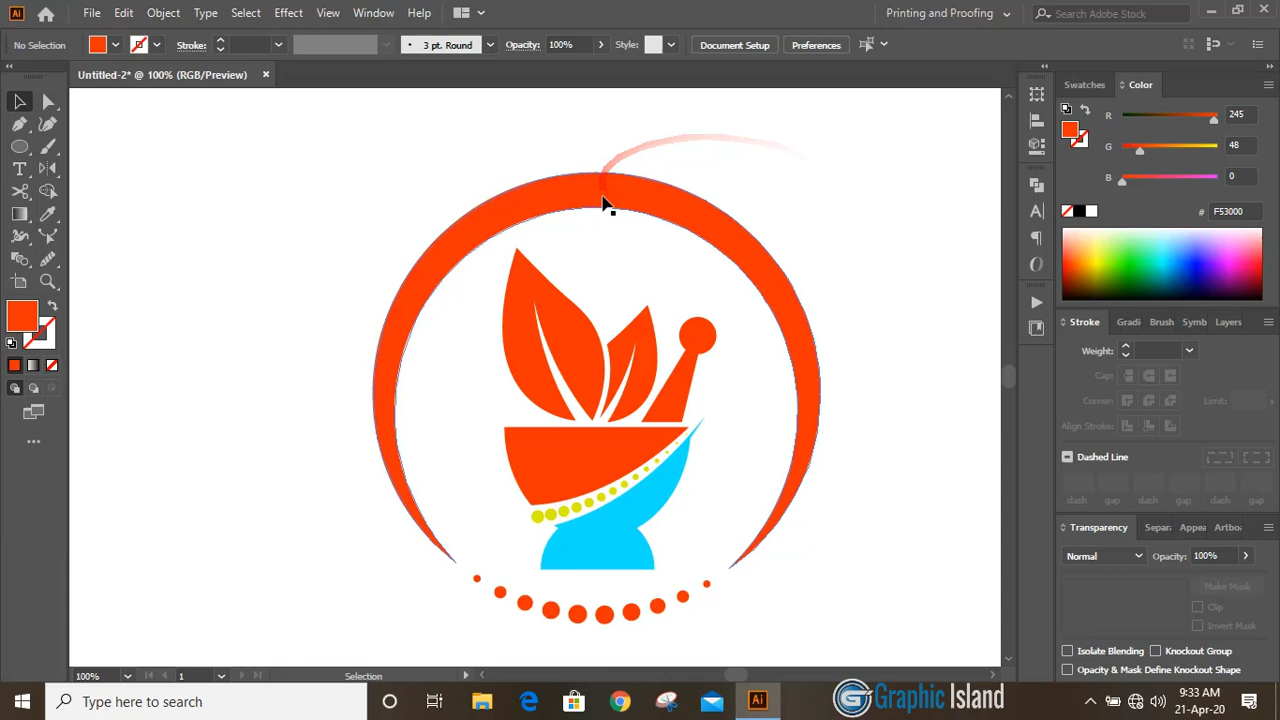 Ai File Edit Object Type Select Effect View Window Help Printing and Proofing Search Adobe Stock
No Selection Stroke: 3 pt. Round Opacity: 100% Style: Document Setup Preferences
Untitled-2* @ 100% (RGB/Preview)
Swatches Color
R 245
G 48
B 0
# F53000
Stroke Gradi Brush Symb Layers
Weight:
Cap:
Corner: Limit:
Align Stroke:
Dashed Line
dash gap dash gap dash gap
Transparency Separ Appea Artbo
Normal Opacity: 100%
Make Mask
Clip
Invert Mask
Isolate Blending Knockout Group
Opacity & Mask Define Knockout Shape
100% 1 Selection
Type here to search Ai Graphic Island 9:33 AM
21-Apr-20